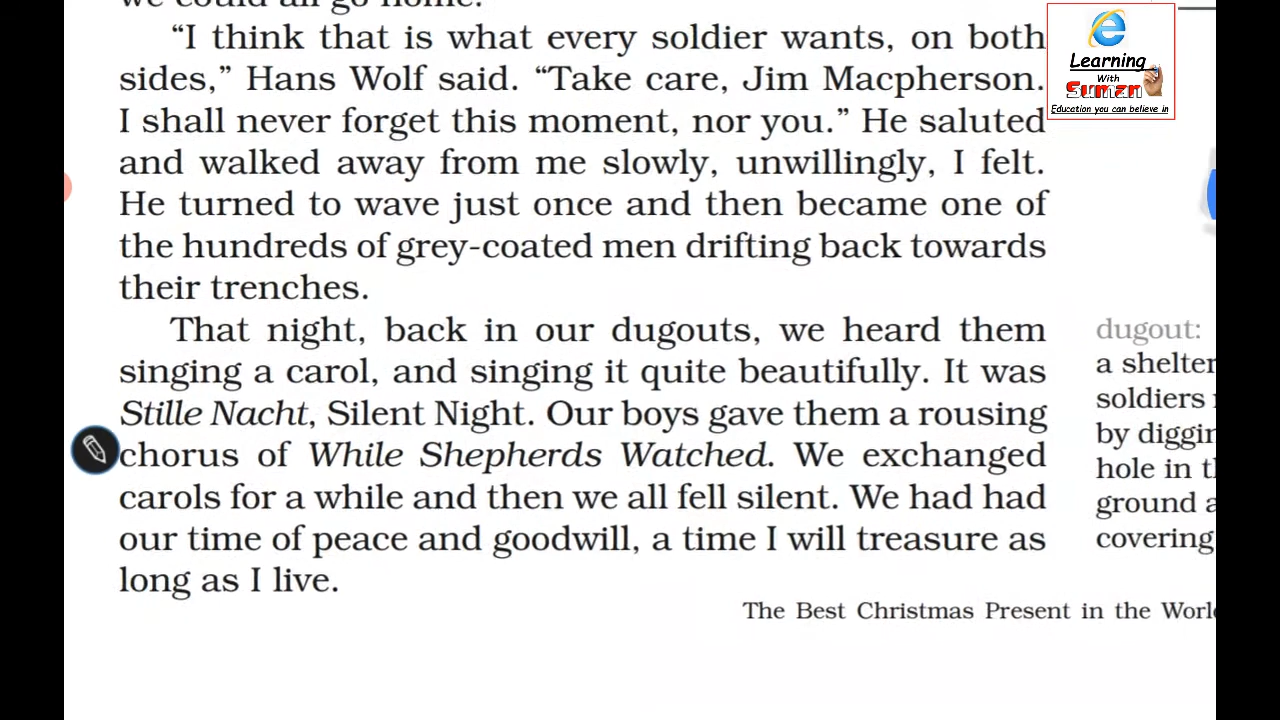 we could all go home.
“I think that is what every soldier wants, on both
sides,” Hans Wolf said. “Take care, Jim Macpherson.
I shall never forget this moment, nor you.” He saluted
and walked away from me slowly, unwillingly, I felt.
He turned to wave just once and then became one of
the hundreds of grey-coated men drifting back towards
their trenches.
That night, back in our dugouts, we heard them
singing a carol, and singing it quite beautifully. It was
Stille Nacht, Silent Night. Our boys gave them a rousing
chorus of While Shepherds Watched. We exchanged
carols for a while and then we all fell silent. We had had
our time of peace and goodwill, a time I will treasure as
long as I live.
dugout:
a shelter
soldiers
by diggin
hole in t
ground a
covering
The Best Christmas Present in the Worl
Learning
With
Suman
Education you can believe in